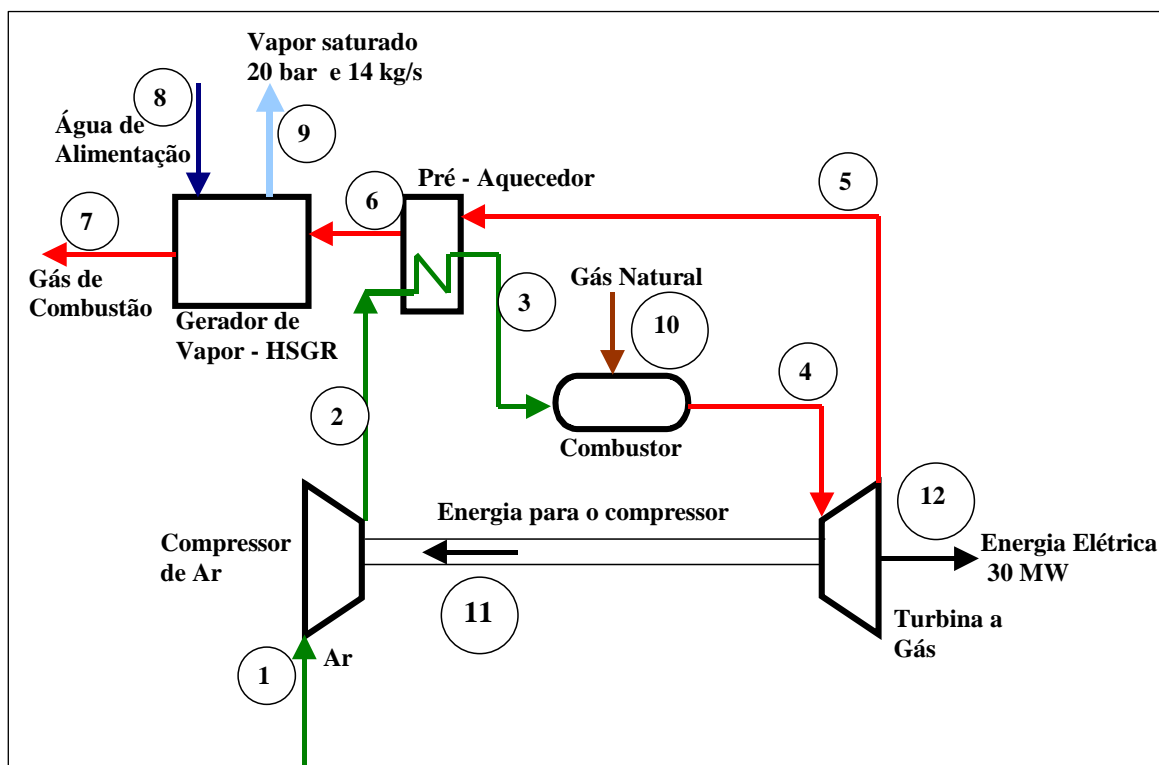 Vapor saturado
20 bar e 14 kg/s
8
Água de
Alimentação
9
Pré - Aquecedor
5
6
7
Gás de
Combustão
Gerador de
Vapor - HSGR
Gás Natural
3
10
4
2
Combustor
12
Energia para o compressor
Compressor
de Ar
Energia Elétrica
30 MW
11
Turbina a
Gás
1
Ar